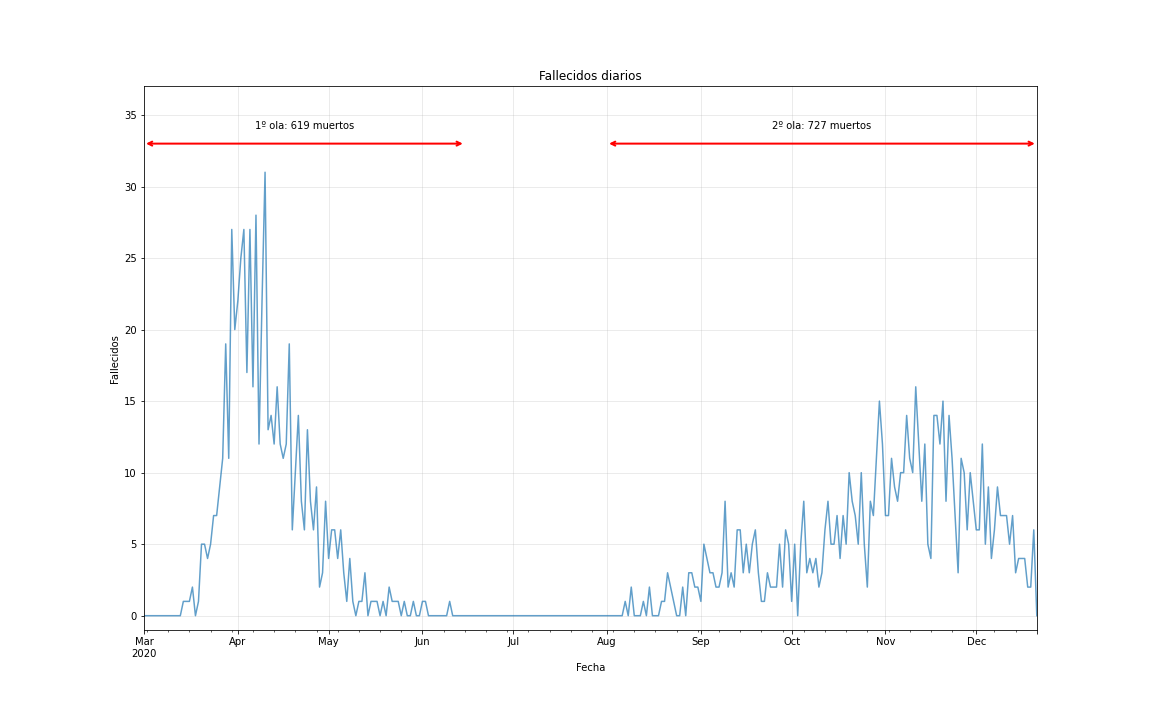 Fallecidos diarios
1º ola: 619 muertos
2º ola: 727 muertos
35
30
25
20
15
10
5
0
Fallecidos
Mar Apr May Jun Jul Aug Sep Oct Nov Dec
2020
Fecha